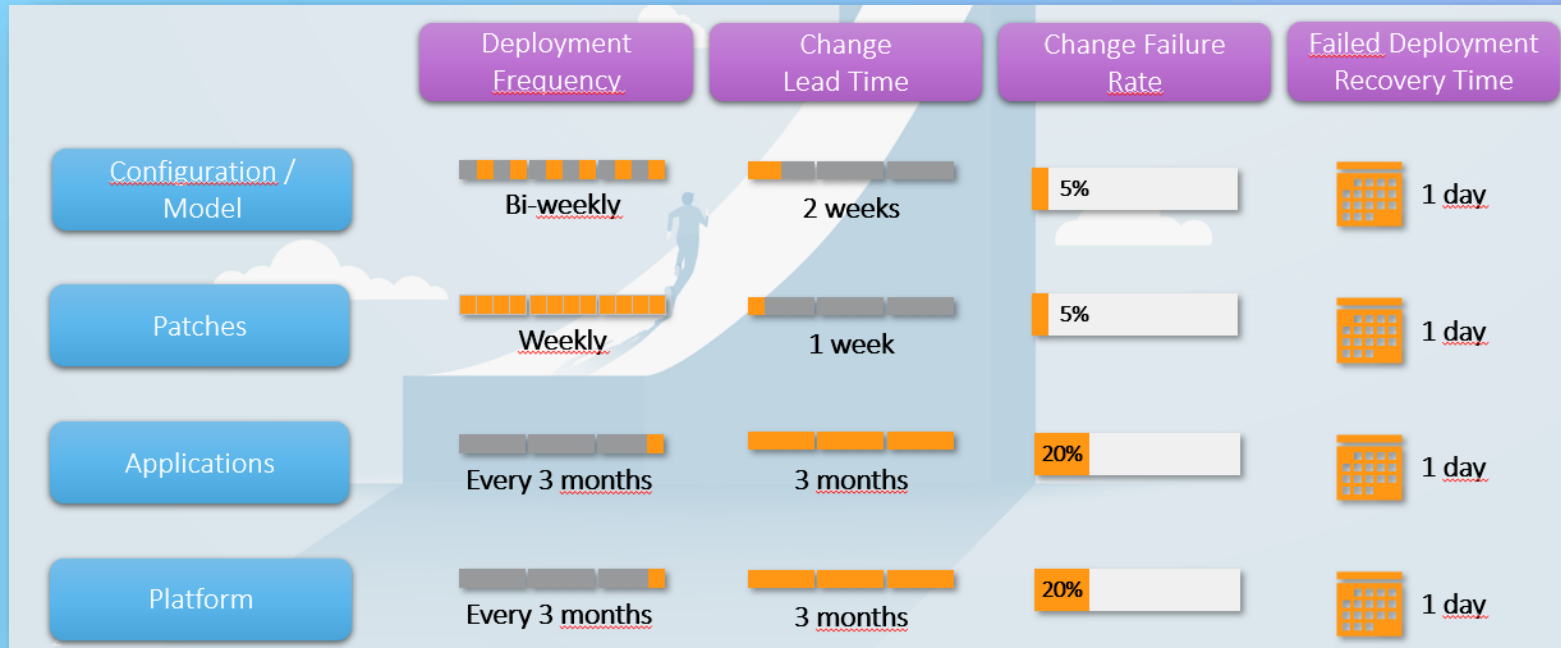 Deployment
Frequency
Change
Lead Time
Change Failure
Rate
Failed Deployment
Recovery Time
Configuration /
Model
Bi-weekly
2 weeks
5%
1 day
Patches
Weekly
1 week
5%
1 day
Applications
Every 3 months
3 months
20%
1 day
Platform
Every 3 months
3 months
20%
1 day